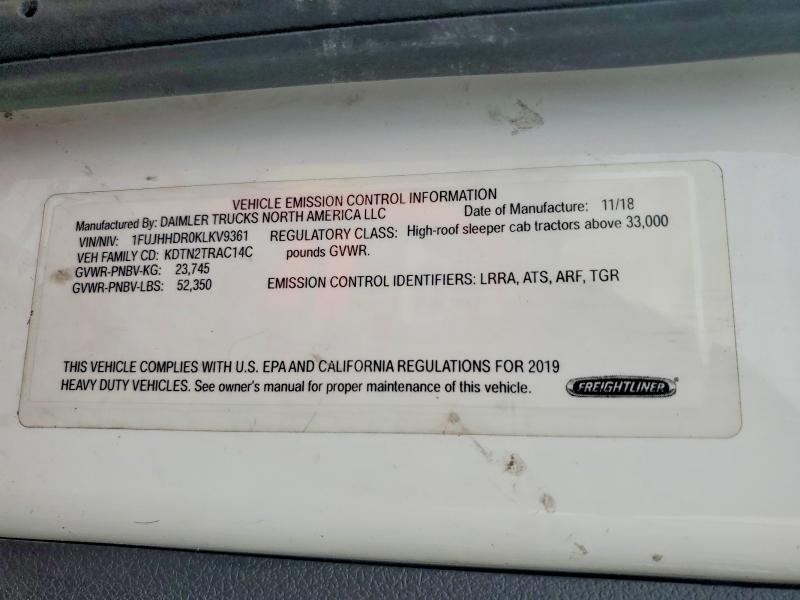 VEHICLE EMISSION CONTROL INFORMATION
Manufactured By: DAIMLER TRUCKS NORTH AMERICA LLC Date of Manufacture: 11/18
VIN/NIV: 1FUJHHDR0KLKV9361 REGULATORY CLASS: High-roof sleeper cab tractors above 33,000
VEH FAMILY CD: KDTN2TRAC14C pounds GVWR.
GVWR-PNBV-KG: 23,745
GVWR-PNBV-LBS: 52,350 EMISSION CONTROL IDENTIFIERS: LRRA, ATS, ARF, TGR
THIS VEHICLE COMPLIES WITH U.S. EPA AND CALIFORNIA REGULATIONS FOR 2019
HEAVY DUTY VEHICLES. See owner's manual for proper maintenance of this vehicle.
FREIGHTLINER